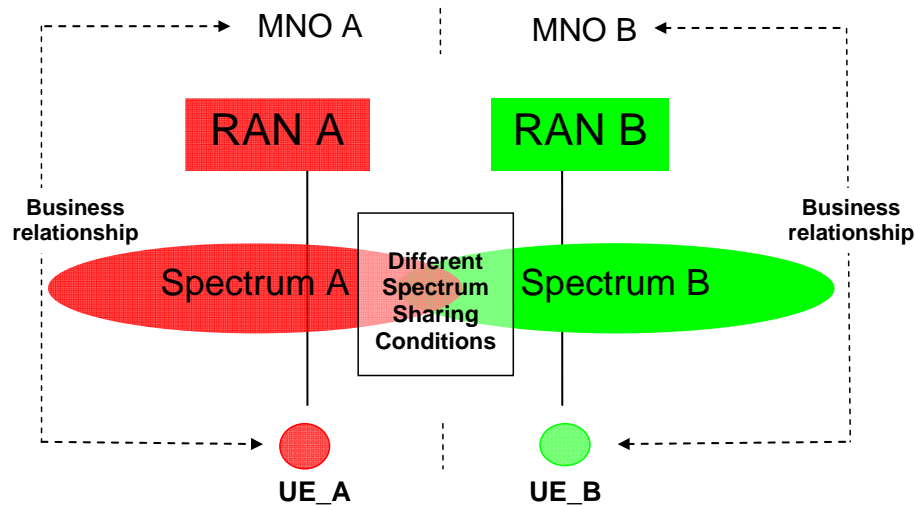 MNO A
MNO B
RAN A
RAN B
Business
relationship
Business
relationship
Spectrum A
Different
Spectrum
Sharing
Conditions
Spectrum B
UE_A
UE_B